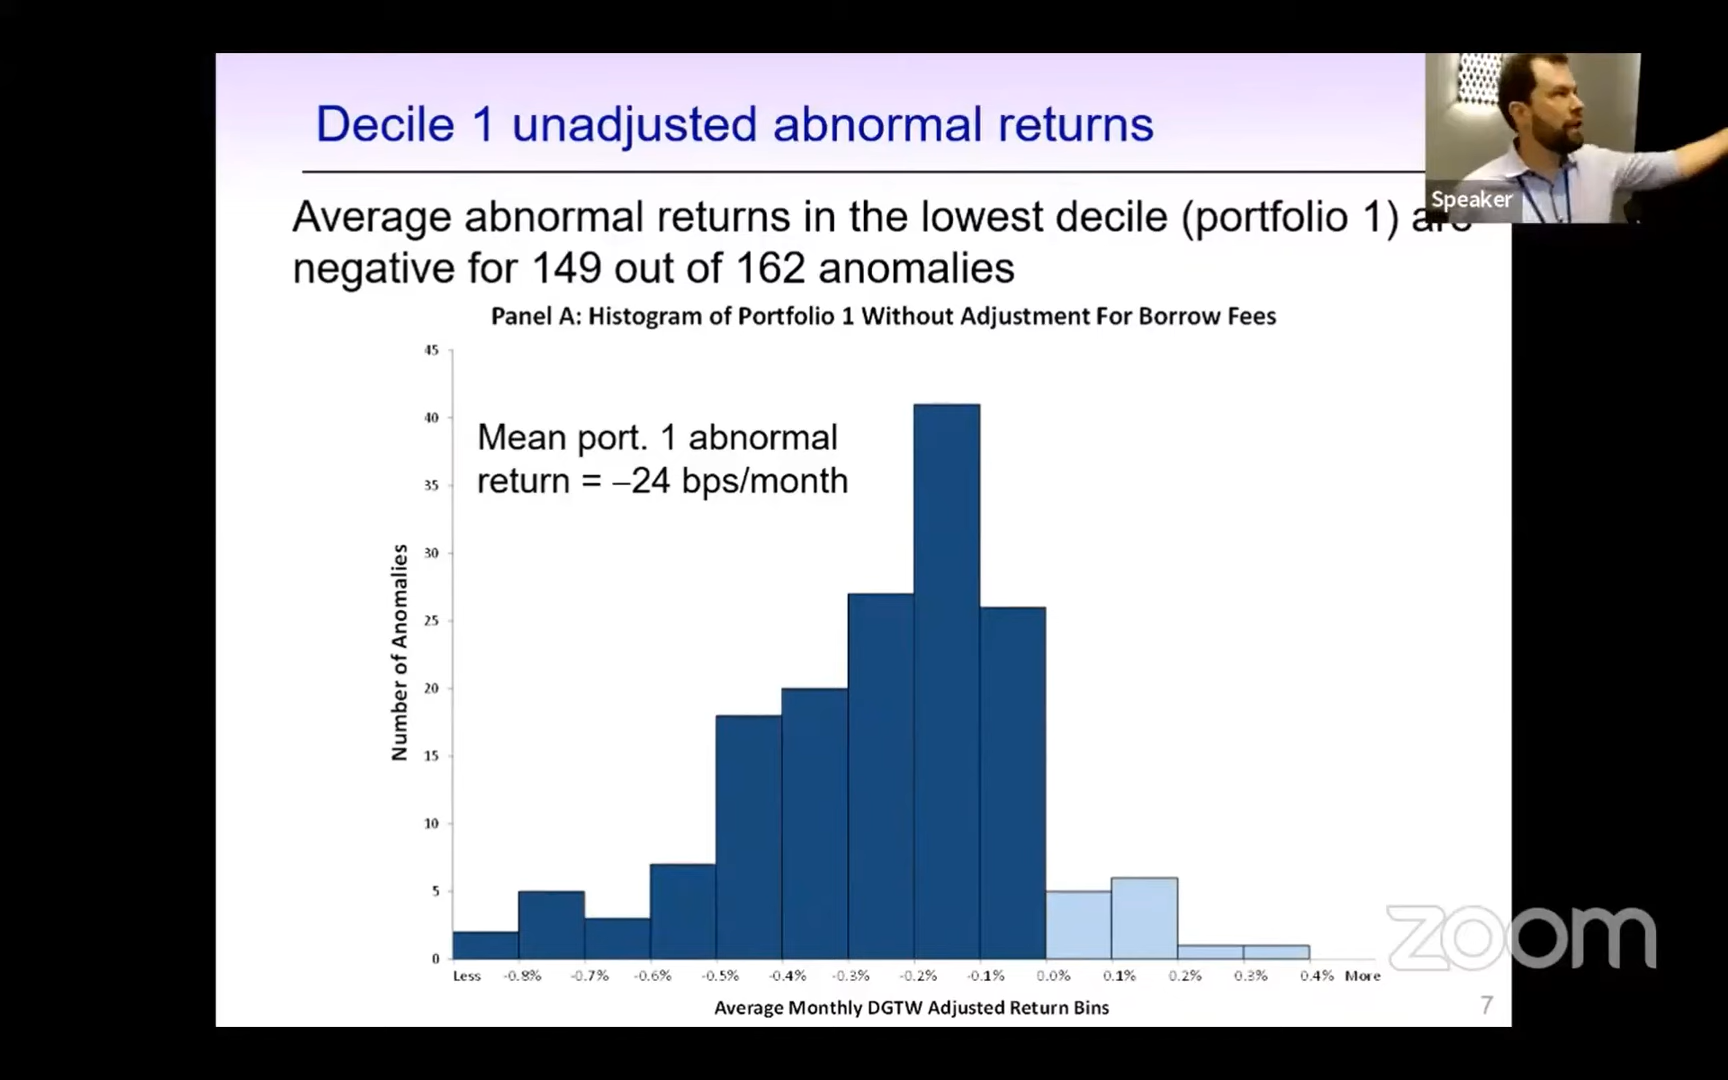 Decile 1 unadjusted abnormal returns
Speaker
Average abnormal returns in the lowest decile (portfolio 1) are
negative for 149 out of 162 anomalies
Panel A: Histogram of Portfolio 1 Without Adjustment For Borrow Fees
45
40
35
30
25
20
15
10
5
0
Mean port. 1 abnormal
return = –24 bps/month
Number of Anomalies
Less -0.8% -0.7% -0.6% -0.5% -0.4% -0.3% -0.2% -0.1% 0.0% 0.1% 0.2% 0.3% 0.4% More
Average Monthly DGTW Adjusted Return Bins
7
zoom